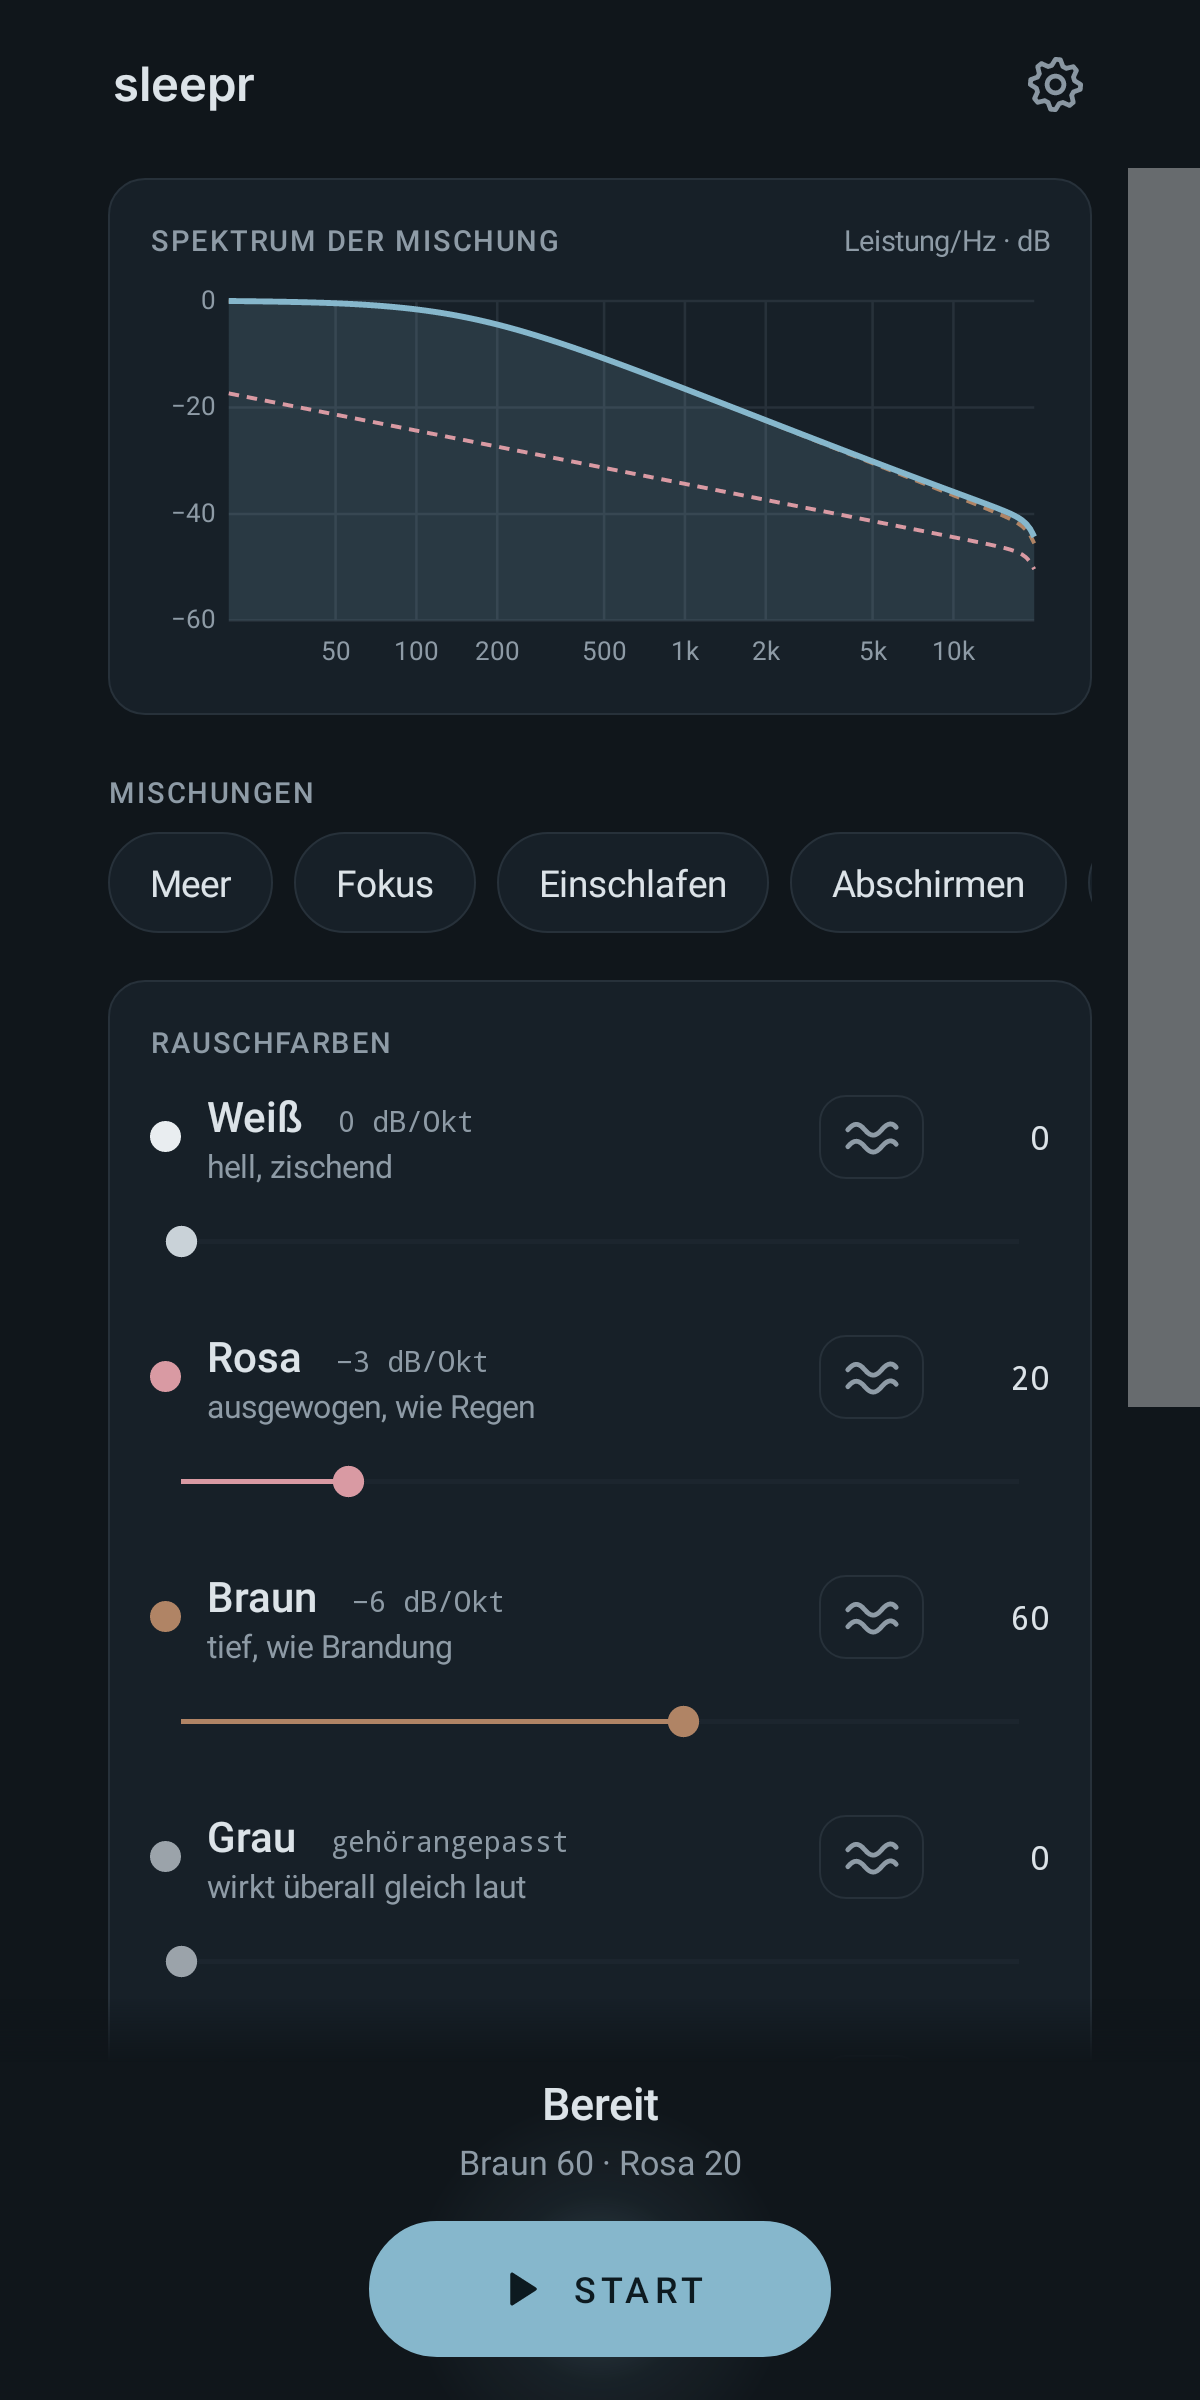 sleepr
SPEKTRUM DER MISCHUNG Leistung/Hz · dB
0
−20
−40
−60
50 100 200 500 1k 2k 5k 10k
MISCHUNGEN
Meer Fokus Einschlafen Abschirmen
RAUSCHFARBEN
Weiß 0 dB/Okt 0
hell, zischend
Rosa −3 dB/Okt 20
ausgewogen, wie Regen
Braun −6 dB/Okt 60
tief, wie Brandung
Grau gehörangepasst 0
wirkt überall gleich laut
Bereit
Braun 60 · Rosa 20
START